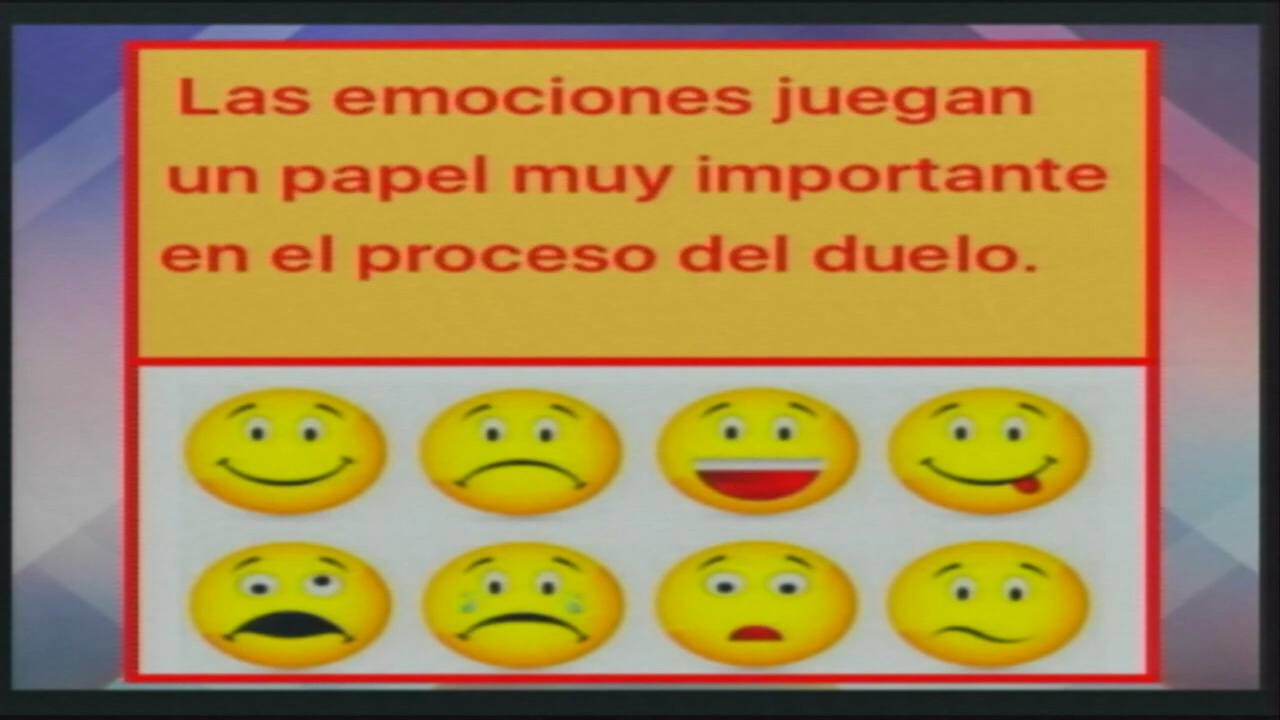 Las emociones juegan
un papel muy importante
en el proceso del duelo.